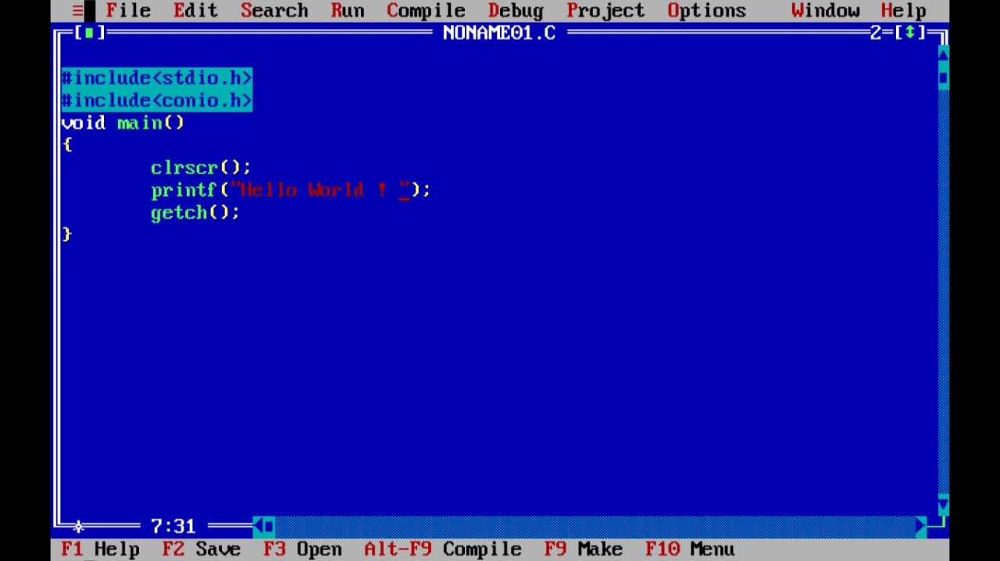 ≡ File Edit Search Run Compile Debug Project Options Window Help
[■] NONAME01.C 2=[↕]
#include<stdio.h>
#include<conio.h>
void main()
{
clrscr();
printf("Hello World ! ");
getch();
}
* 7:31
F1 Help F2 Save F3 Open Alt-F9 Compile F9 Make F10 Menu